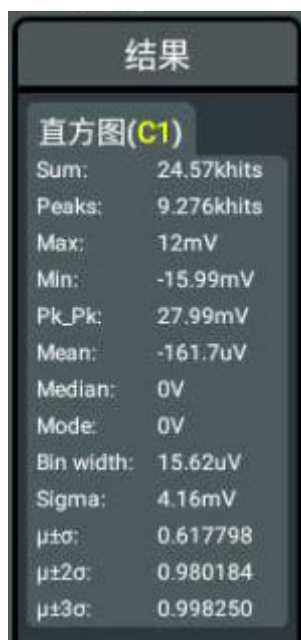 结果
直方图(C1)
Sum: 24.57khits
Peaks: 9.276khits
Max: 12mV
Min: -15.99mV
Pk_Pk: 27.99mV
Mean: -161.7uV
Median: 0V
Mode: 0V
Bin width: 15.62uV
Sigma: 4.16mV
μ±σ: 0.617798
μ±2σ: 0.980184
μ±3σ: 0.998250